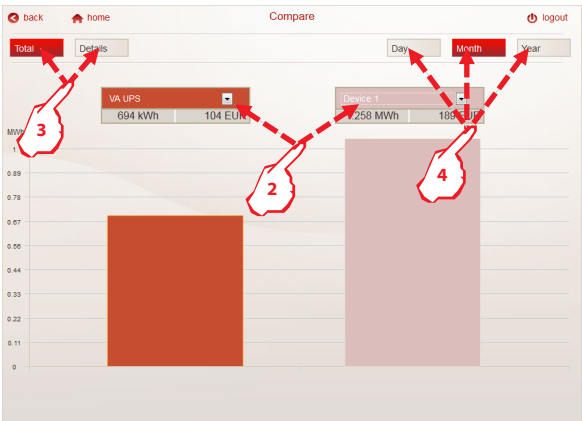 back home Compare logout
Total Details Day Month Year
VA UPS Device 1
694 kWh 104 EUR .258 MWh 189 EUR
MWh
1
0.89
0.78
0.67
0.56
0.44
0.33
0.22
0.11
0
3
2
4